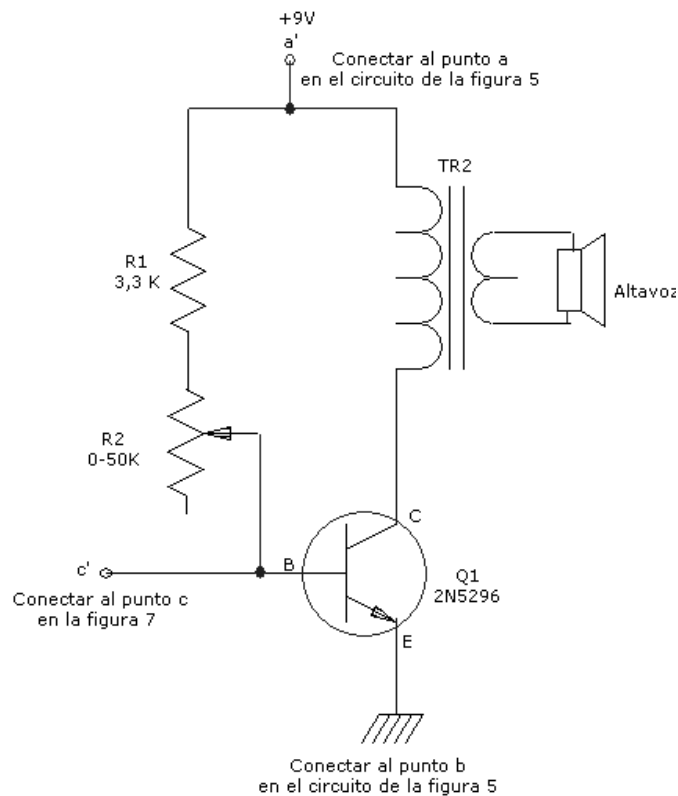 +9V
a'
Conectar al punto a
en el circuito de la figura 5
TR2
R1
3,3 K
Altavoz
R2
0-50K
C
B
c'
Q1
2N5296
Conectar al punto c
en la figura 7
E
Conectar al punto b
en el circuito de la figura 5